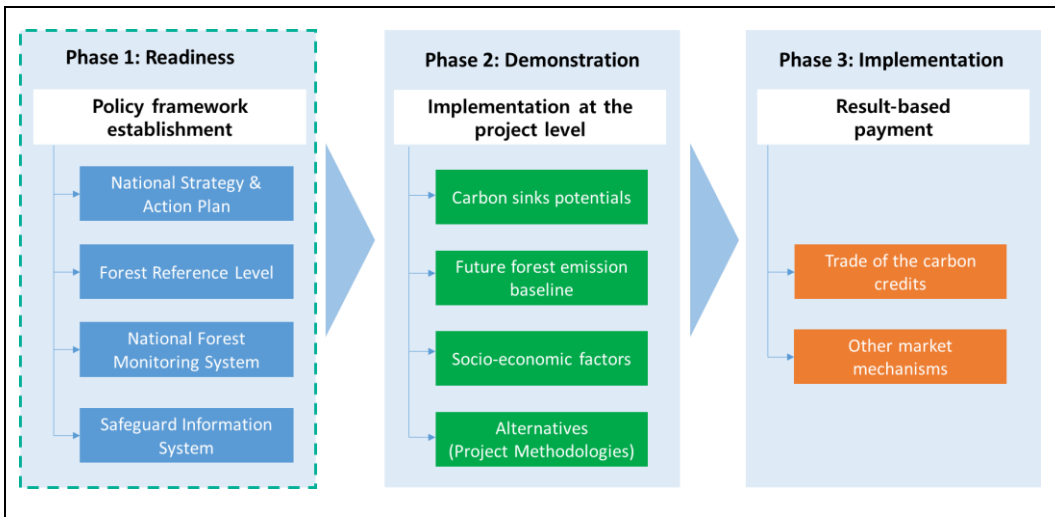 Phase 1: Readiness
Policy framework
establishment
National Strategy &
Action Plan
Forest Reference Level
National Forest
Monitoring System
Safeguard Information
System
Phase 2: Demonstration
Implementation at the
project level
Carbon sinks potentials
Future forest emission
baseline
Socio-economic factors
Alternatives
(Project Methodologies)
Phase 3: Implementation
Result-based
payment
Trade of the carbon
credits
Other market
mechanisms